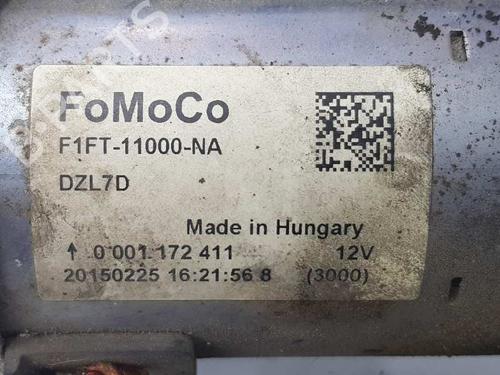 FoMoCo
F1FT-11000-NA
DZL7D
Made in Hungary
↑ 0 001 172 411 12V
20150225 16:21:56 8 (3000)